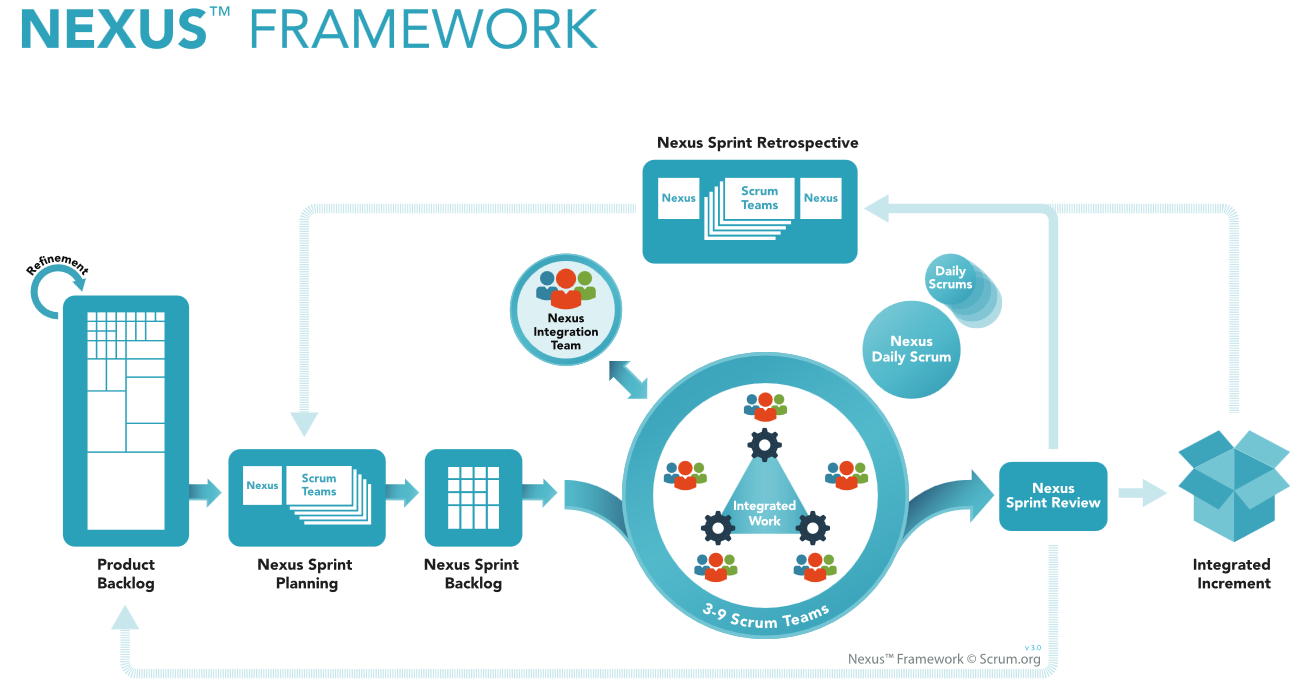 NEXUS™ FRAMEWORK
Nexus Sprint Retrospective
Nexus
Scrum
Teams
Nexus
Refinement
Nexus
Integration
Team
Daily
Scrums
Nexus
Daily Scrum
Nexus
Scrum
Teams
Integrated
Work
Nexus
Sprint Review
Product
Backlog
Nexus Sprint
Planning
Nexus Sprint
Backlog
Integrated
Increment
3-9 Scrum Teams
v 3.0
Nexus™ Framework © Scrum.org